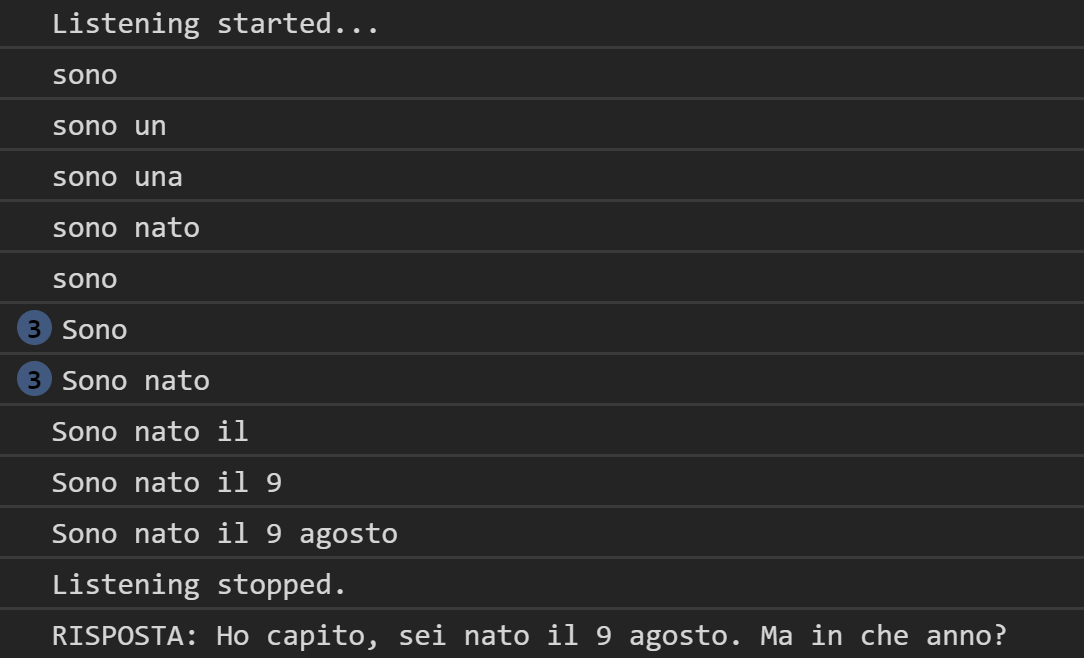 Listening started...
sono
sono un
sono una
sono nato
sono
3 Sono
3 Sono nato
Sono nato il
Sono nato il 9
Sono nato il 9 agosto
Listening stopped.
RISPOSTA: Ho capito, sei nato il 9 agosto. Ma in che anno?